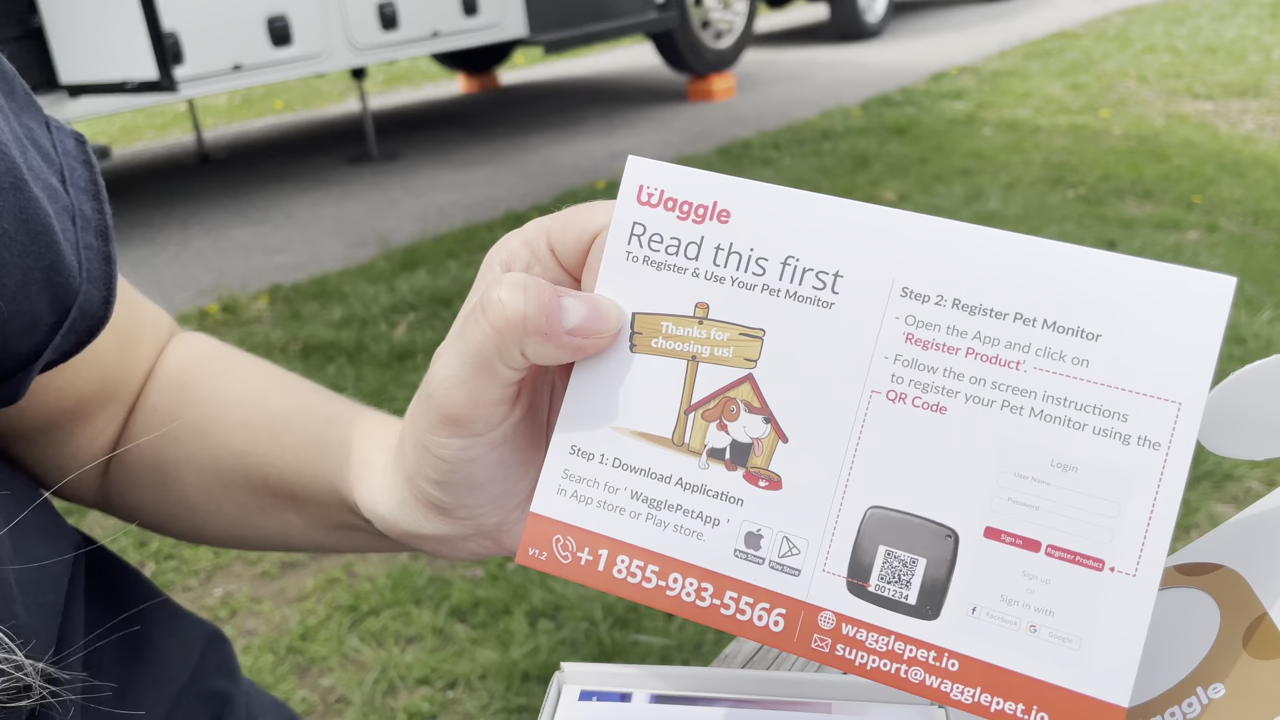 Waggle
Read this first
To Register & Use Your Pet Monitor
Thanks for
choosing us!
Step 1: Download Application
Search for ' WagglePetApp '
in App store or Play store.
App Store
Play Store
Step 2: Register Pet Monitor
- Open the App and click on
'Register Product'.
- Follow the on screen instructions
to register your Pet Monitor using the
QR Code
Login
User Name
Password
Sign in
Register Product
Sign up
or
Sign in with
Facebook
Google
001234
V1.2
+1 855-983-5566
wagglepet.io
support@wagglepet.io
aggle